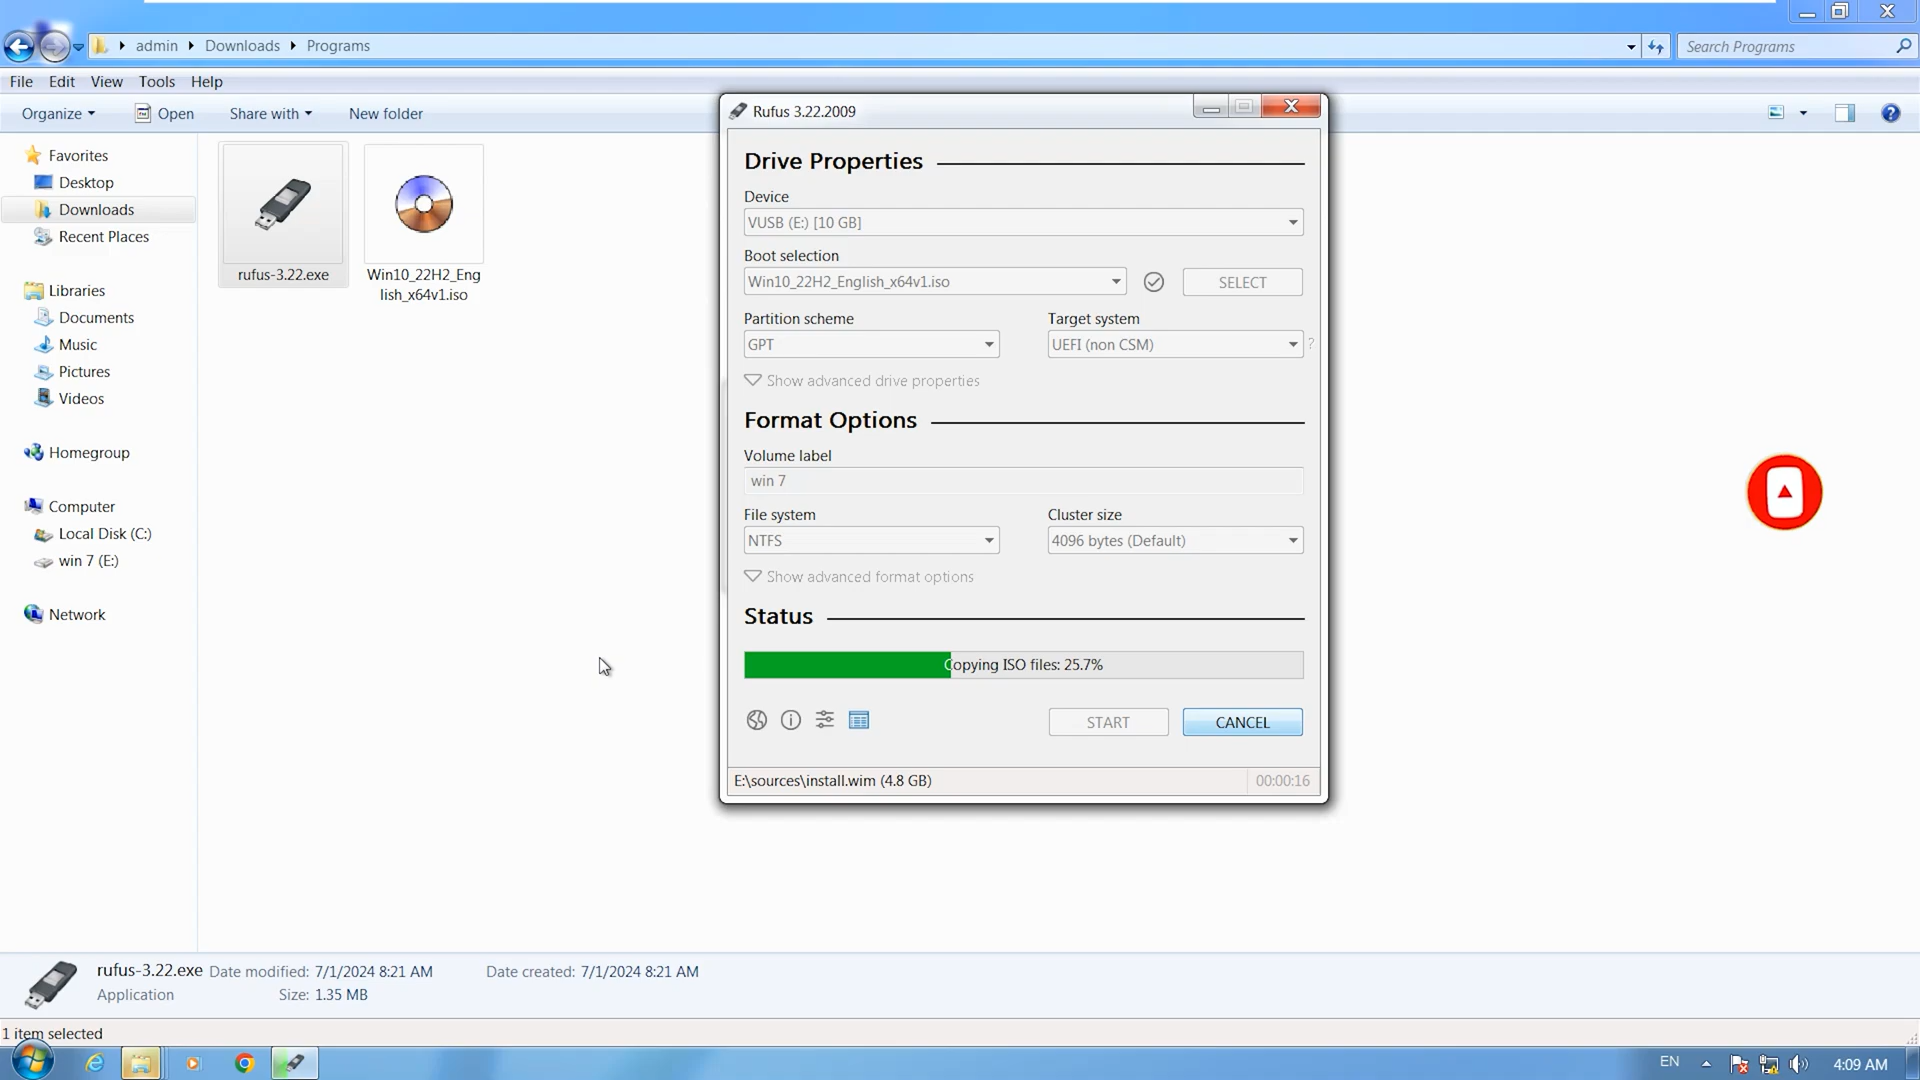 admin Downloads Programs
Search Programs
File Edit View Tools Help
Organize Open Share with New folder
Favorites
Desktop
Downloads
Recent Places
Libraries
Documents
Music
Pictures
Videos
Homegroup
Computer
Local Disk (C:)
win 7 (E:)
Network
rufus-3.22.exe
Win10_22H2_Eng
lish_x64v1.iso
Rufus 3.22.2009
Drive Properties
Device
VUSB (E:) [10 GB]
Boot selection
Win10_22H2_English_x64v1.iso SELECT
Partition scheme Target system
GPT UEFI (non CSM) ?
Show advanced drive properties
Format Options
Volume label
win 7
File system Cluster size
NTFS 4096 bytes (Default)
Show advanced format options
Status
Copying ISO files: 25.7%
START CANCEL
E:\sources\install.wim (4.8 GB) 00:00:16
rufus-3.22.exe Date modified: 7/1/2024 8:21 AM Date created: 7/1/2024 8:21 AM
Application Size: 1.35 MB
1 item selected
EN 4:09 AM